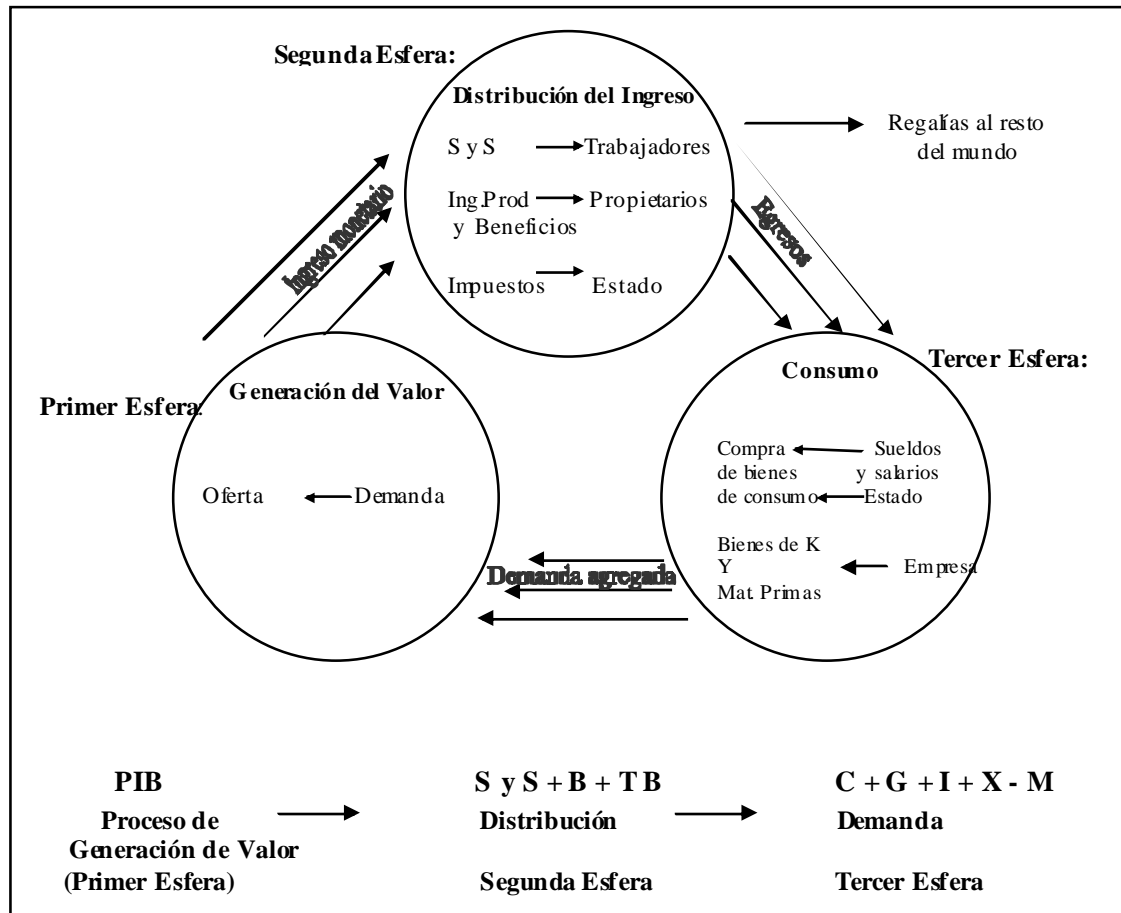 Segunda Esfera:
Distribución del Ingreso
S y S Trabajadores
Ing.Prod Propietarios
y Beneficios
Impuestos Estado
Regalías al resto
del mundo
Ingreso monetario
Egresos
Primer Esfera:
Generación del Valor
Oferta Demanda
Tercer Esfera:
Consumo
Compra Sueldos
de bienes y salarios
de consumo Estado
Bienes de K
Y Empresa
Mat. Primas
Demanda agregada
PIB S y S + B + T B C + G + I + X - M
Proceso de Distribución Demanda
Generación de Valor
(Primer Esfera) Segunda Esfera Tercer Esfera